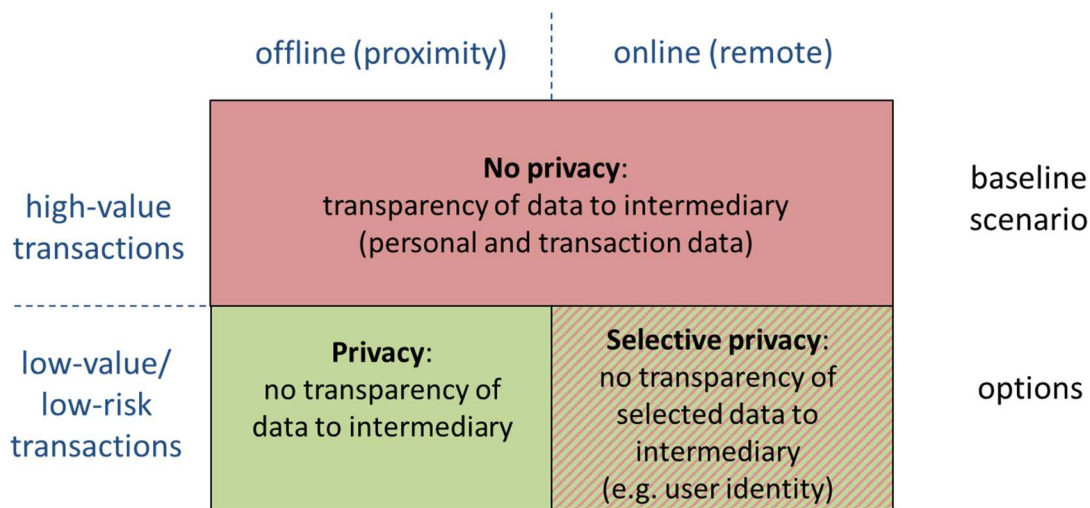 offline (proximity)
online (remote)
No privacy:
transparency of data to intermediary
(personal and transaction data)
high-value
transactions
baseline
scenario
Privacy:
no transparency of
data to intermediary
Selective privacy:
no transparency of
selected data to
intermediary
(e.g. user identity)
low-value/
low-risk
transactions
options